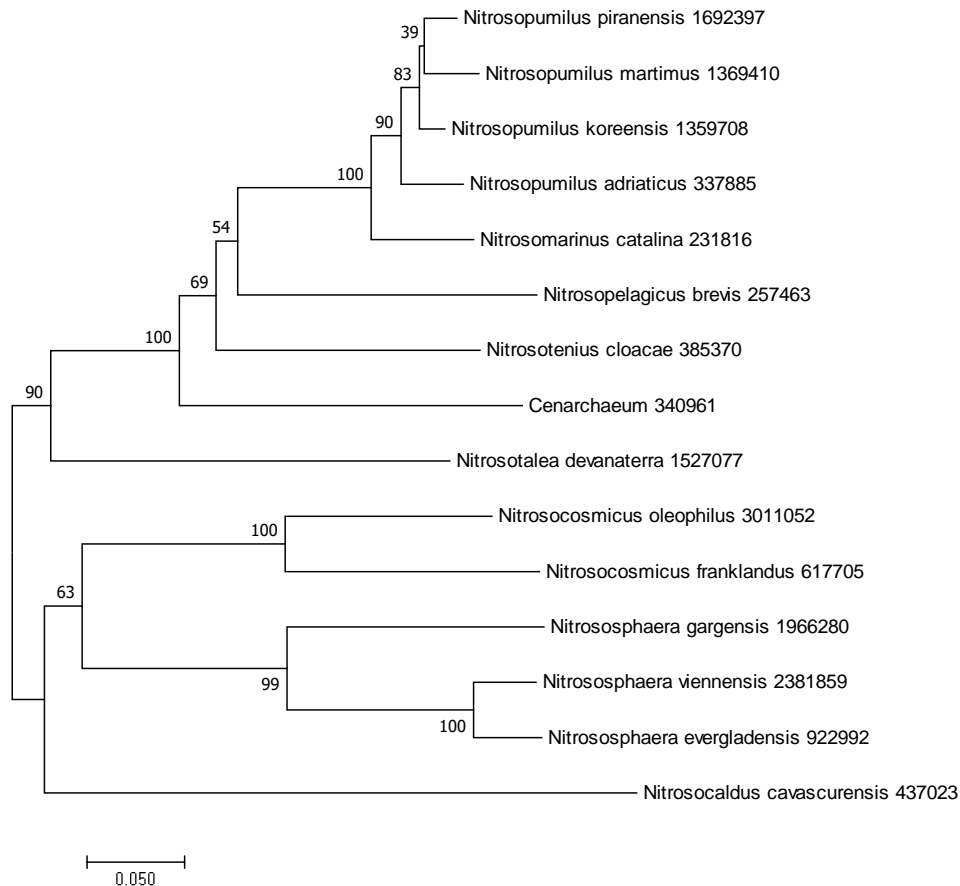 Nitrosopumilus piranensis 1692397
39
Nitrosopumilus martimus 1369410
83
Nitrosopumilus koreensis 1359708
90
Nitrosopumilus adriaticus 337885
100
Nitrosomarinus catalina 231816
54
Nitrosopelagicus brevis 257463
69
Nitrosotenius cloacae 385370
100
Cenarchaeum 340961
90
Nitrosotalea devanaterra 1527077
Nitrosocosmicus oleophilus 3011052
100
Nitrosocosmicus franklandus 617705
63
Nitrososphaera gargensis 1966280
99
Nitrososphaera viennensis 2381859
100
Nitrososphaera evergladensis 922992
Nitrosocaldus cavascurensis 437023
0.050